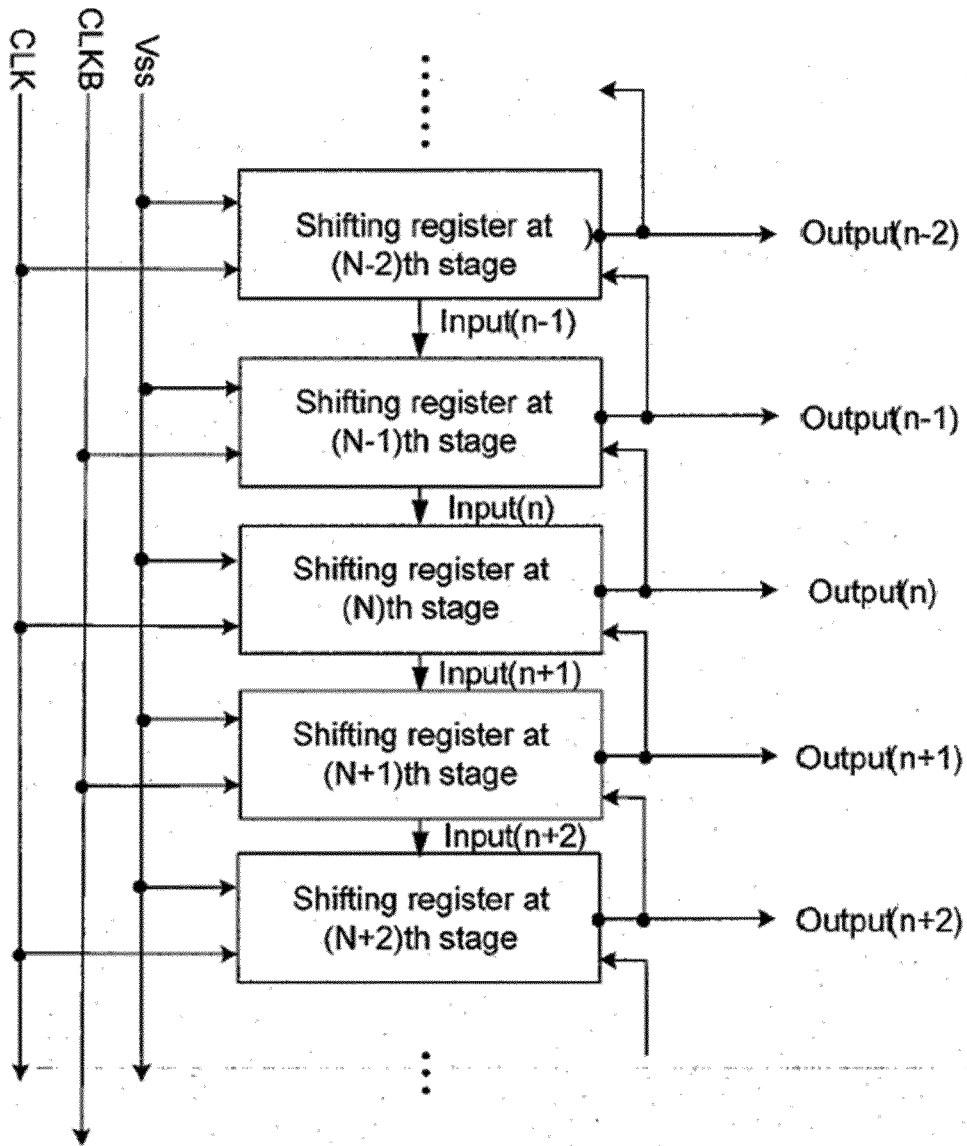 CLK
CLKB
Vss
Shifting register at
(N-2)th stage
)
Output(n-2)
Input(n-1)
Shifting register at
(N-1)th stage
Output(n-1)
Input(n)
Shifting register at
(N)th stage
Output(n)
Input(n+1)
Shifting register at
(N+1)th stage
Output(n+1)
Input(n+2)
Shifting register at
(N+2)th stage
Output(n+2)